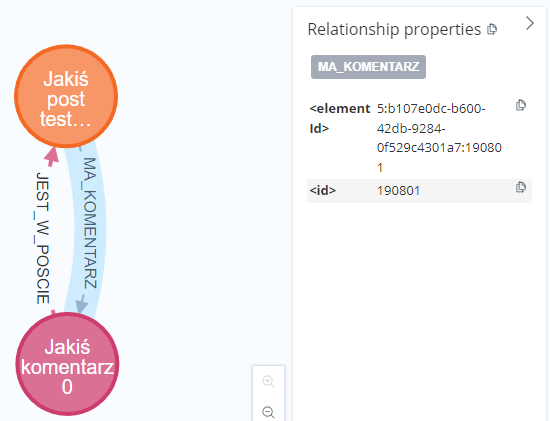 Jakiś
post
test...
MA_KOMENTARZ
JEST_W_POSCIE
Jakiś
komentarz
0
Relationship properties
MA_KOMENTARZ
<element
Id>
5:b107e0dc-b600-
42db-9284-
0f529c4301a7:19080
1
<id>
190801